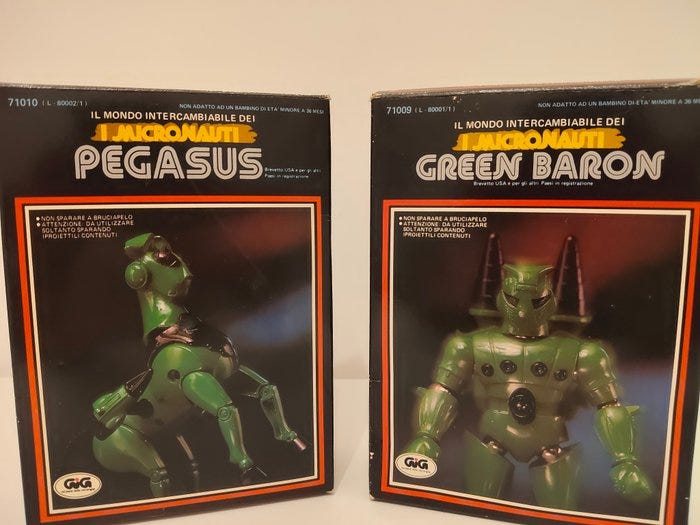 71010 (L - 80002/1)
NON ADATTO AD UN BAMBINO DI ETA' MINORE A 36 MESI
IL MONDO INTERCAMBIABILE DEI
I MICRONAUTI
PEGASUS
Brevetto USA e per gli altri
Paesi in registrazione
• NON SPARARE A BRUCIAPELO
• ATTENZIONE: DA UTILIZZARE
SOLTANTO SPARANDO
I PROIETTILI CONTENUTI
GiG
71009 (L - 80001/1)
NON ADATTO AD UN BAMBINO DI ETA' MINORE A 36 MESI
IL MONDO INTERCAMBIABILE DEI
I MICRONAUTI
GREEN BARON
Brevetto USA e per gli altri Paesi in registrazione
• NON SPARARE A BRUCIAPELO
• ATTENZIONE: DA UTILIZZARE
SOLTANTO SPARANDO
I PROIETTILI CONTENUTI
GiG